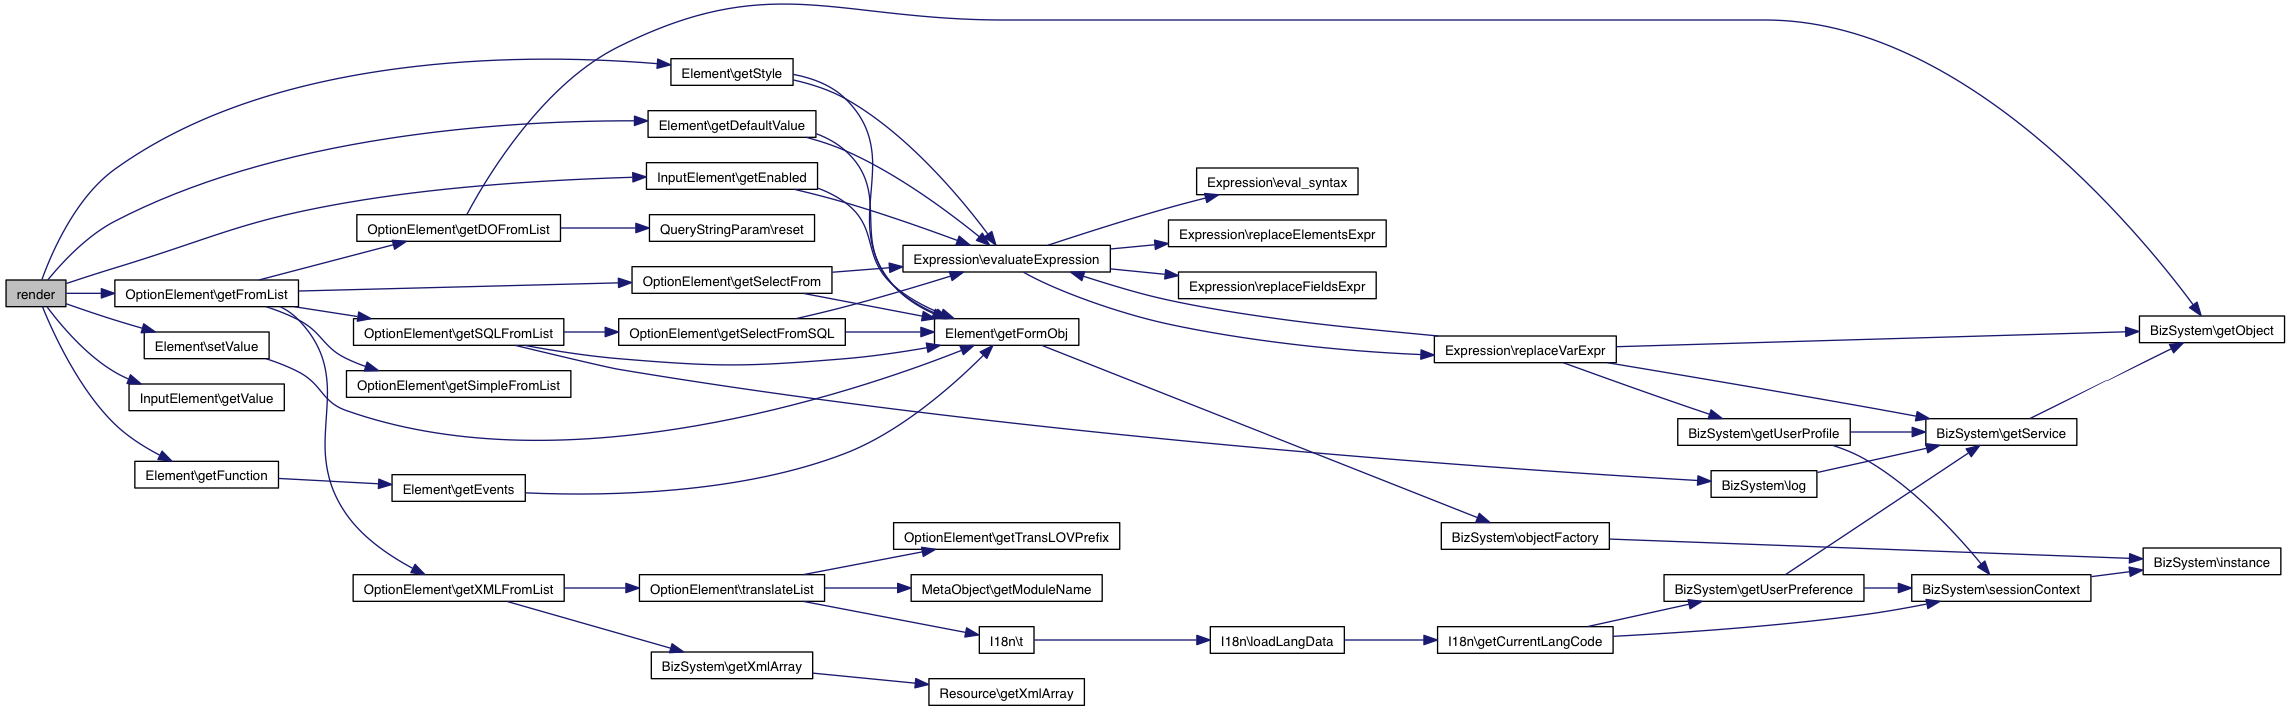 render
Element\getStyle
Element\getDefaultValue
InputElement\getEnabled
OptionElement\getFromList
Element\setValue
InputElement\getValue
Element\getFunction
OptionElement\getDOFromList
QueryStringParam\reset
OptionElement\getSelectFrom
OptionElement\getSQLFromList
OptionElement\getSelectFromSQL
OptionElement\getSimpleFromList
Element\getEvents
OptionElement\getXMLFromList
OptionElement\translateList
BizSystem\getXmlArray
Expression\evaluateExpression
Element\getFormObj
OptionElement\getTransLOVPrefix
MetaObject\getModuleName
I18n\t
Resource\getXmlArray
Expression\eval_syntax
Expression\replaceElementsExpr
Expression\replaceFieldsExpr
I18n\loadLangData
Expression\replaceVarExpr
BizSystem\objectFactory
I18n\getCurrentLangCode
BizSystem\getUserProfile
BizSystem\log
BizSystem\getUserPreference
BizSystem\getService
BizSystem\sessionContext
BizSystem\getObject
BizSystem\instance